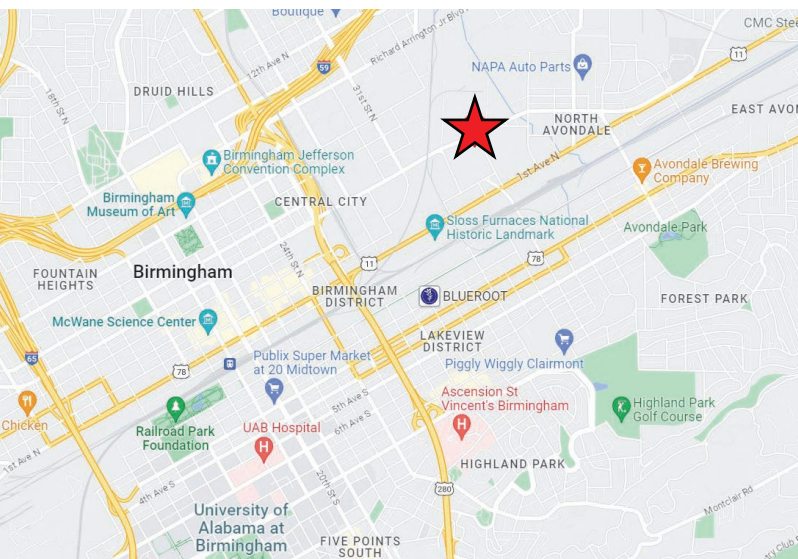 Boutique
CMC Stee
Richard Arrington Jr Blvd
11
12th Ave N
59
NAPA Auto Parts
DRUID HILLS
18th St N
31st St N
EAST AVON
NORTH
AVONDALE
1st Ave N
Birmingham Jefferson
Convention Complex
Avondale Brewing
Company
Birmingham
Museum of Art
CENTRAL CITY
Sloss Furnaces National
Historic Landmark
Avondale Park
24th St N
11
78
FOUNTAIN
HEIGHTS
Birmingham
BIRMINGHAM
DISTRICT
BLUEROOT
FOREST PARK
McWane Science Center
LAKEVIEW
DISTRICT
65
78
Publix Super Market
at 20 Midtown
Piggly Wiggly Clairmont
Ascension St
Vincent's Birmingham
Chicken
5th Ave S
6th Ave S
Highland Park
Golf Course
Railroad Park
Foundation
UAB Hospital
H
H
1st Ave N
HIGHLAND PARK
20th St S
280
4th Ave S
Montclair Rd
University of
Alabama at
Birmingham
FIVE POINTS
SOUTH